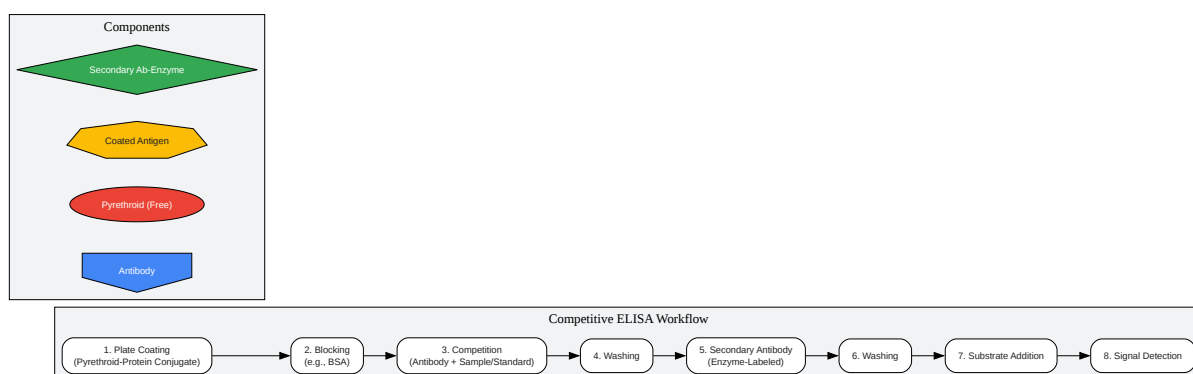 Components
Secondary Ab-Enzyme
Coated Antigen
Pyrethroid (Free)
Antibody
Competitive ELISA Workflow
1. Plate Coating
(Pyrethroid-Protein Conjugate)
2. Blocking
(e.g., BSA)
3. Competition
(Antibody + Sample/Standard)
4. Washing
5. Secondary Antibody
(Enzyme-Labeled)
6. Washing
7. Substrate Addition
8. Signal Detection